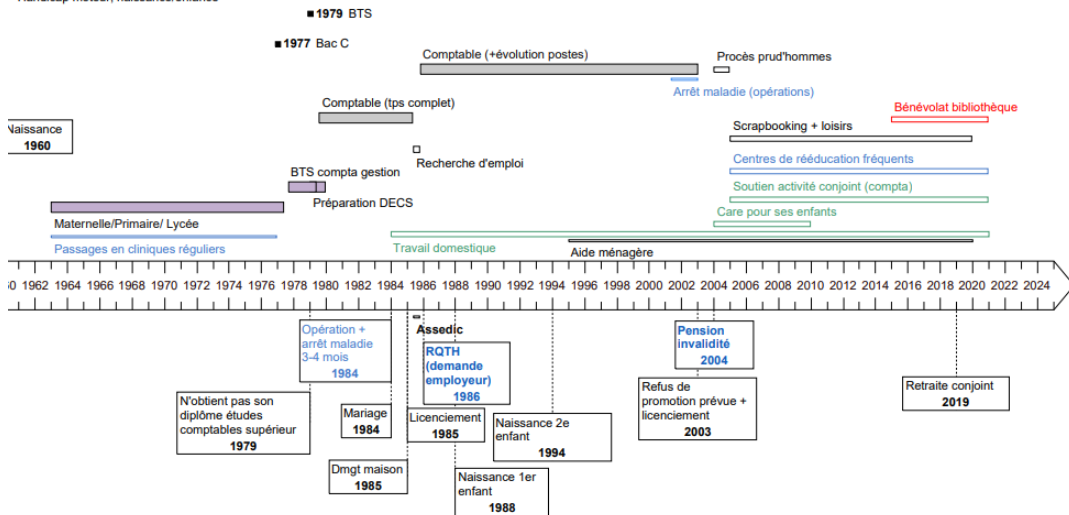 Handicap moteur, naissance/enfance
1979 BTS
1977 Bac C
Comptable (+évolution postes)
Procès prud'hommes
Arrêt maladie (opérations)
Bénévolat bibliothèque
Comptable (tps complet)
Naissance
1960
Scrapbooking + loisirs
Recherche d'emploi
Centres de rééducation fréquents
BTS compta gestion
Préparation DECS
Soutien activité conjoint (compta)
Care pour ses enfants
Maternelle/Primaire/ Lycée
Passages en cliniques réguliers
Travail domestique
Aide ménagère
60 1962 1964 1966 1968 1970 1972 1974 1976 1978 1980 1982 1984 1986 1988 1990 1992 1994 1996 1998 2000 2002 2004 2006 2008 2010 2012 2014 2016 2018 2020 2022 2024
Assedic
Opération +
arrêt maladie
3-4 mois
1984
RQTH
(demande
employeur)
1986
Pension
invalidité
2004
N'obtient pas son
diplôme études
comptables supérieur
1979
Mariage
1984
Licenciement
1985
Naissance 2e
enfant
1994
Refus de
promotion prévue +
licenciement
2003
Retraite conjoint
2019
Dmgt maison
1985
Naissance 1er
enfant
1988